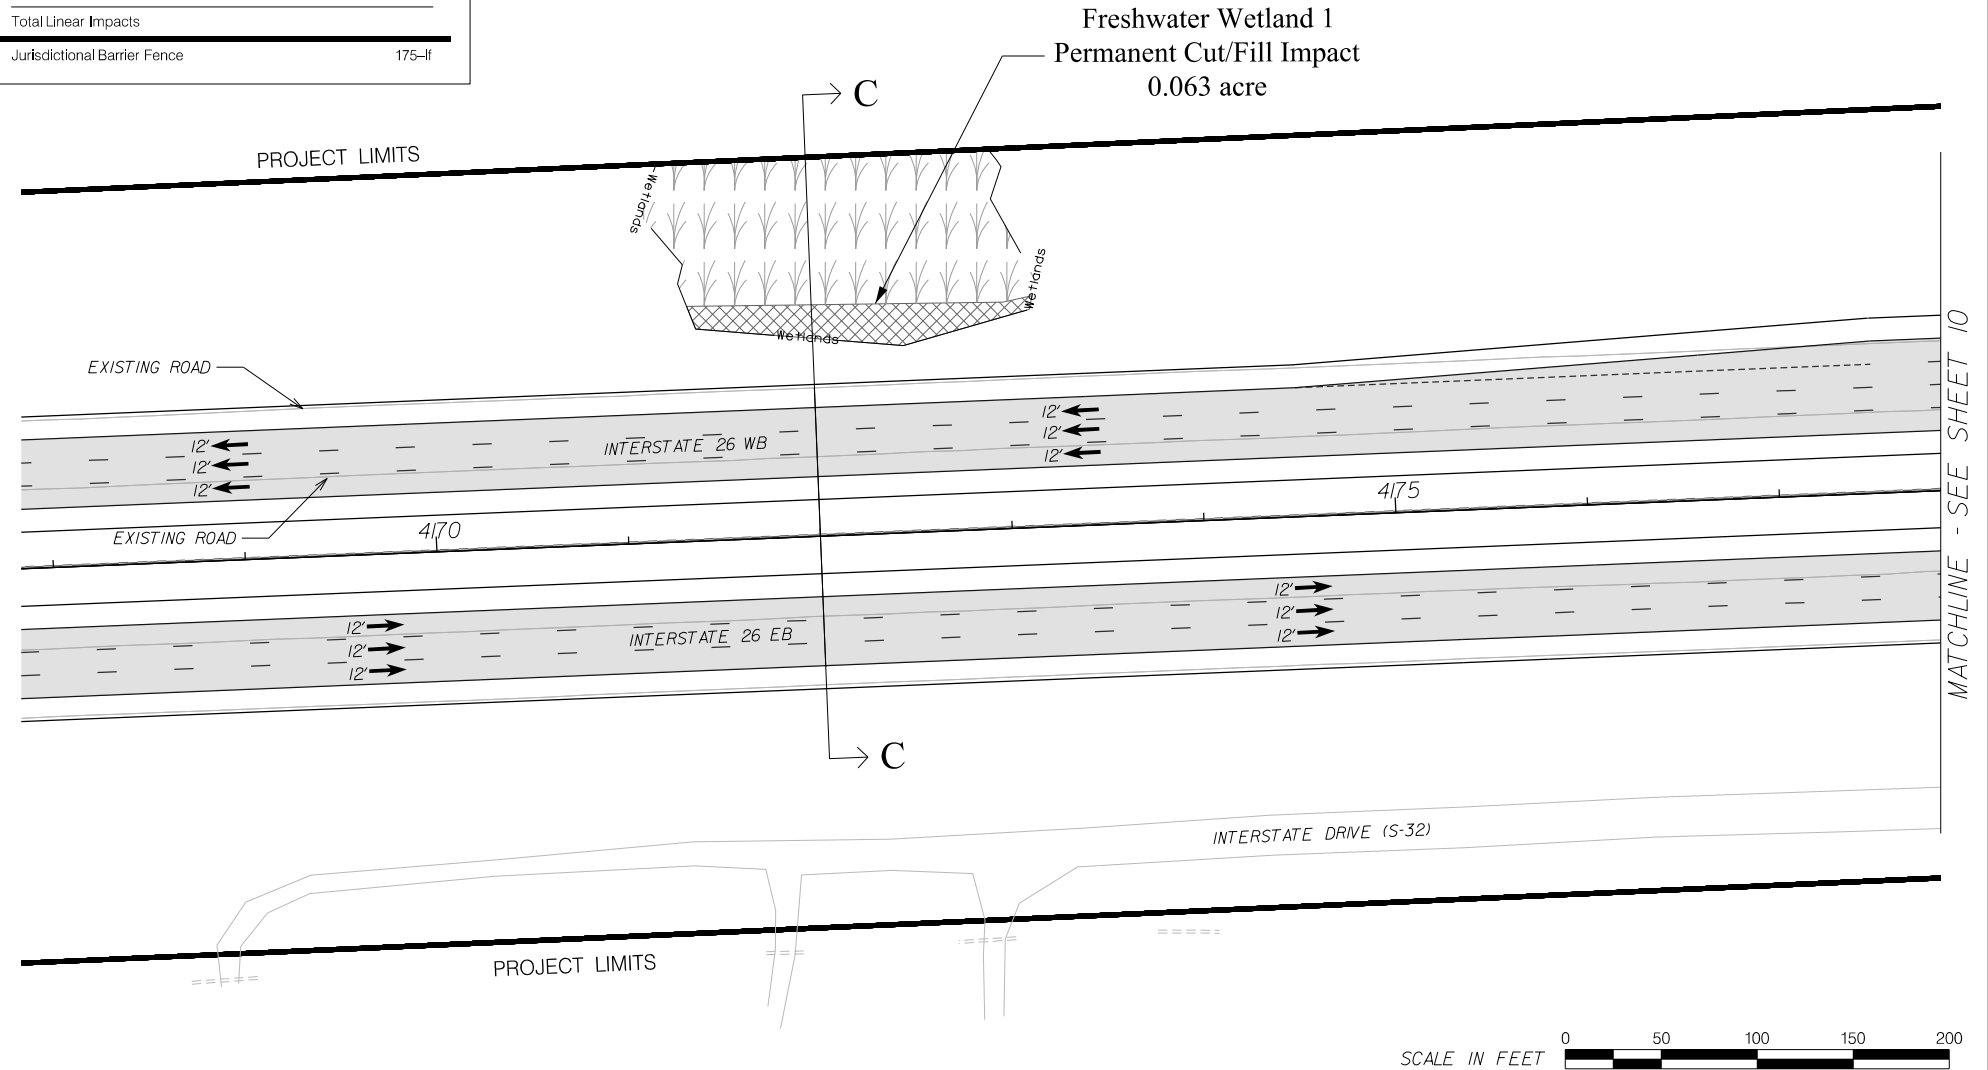 Total Linear Impacts
Jurisdictional Barrier Fence 175-lf
Freshwater Wetland 1
Permanent Cut/Fill Impact
0.063 acre
C
PROJECT LIMITS
Wetlands
Wetlands
Wetlands
EXISTING ROAD
12'
12'
12'
INTERSTATE 26 WB
12'
12'
12'
EXISTING ROAD
4170
4175
12'
12'
12'
INTERSTATE 26 EB
12'
12'
12'
MATCHLINE - SEE SHEET 10
C
INTERSTATE DRIVE (S-32)
PROJECT LIMITS
SCALE IN FEET
0 50 100 150 200